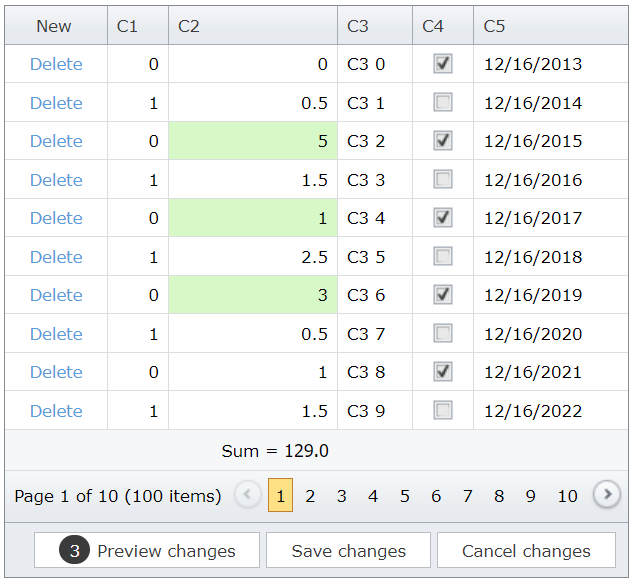 New C1 C2 C3 C4 C5
Delete 0 0 C3 0 12/16/2013
Delete 1 0.5 C3 1 12/16/2014
Delete 0 5 C3 2 12/16/2015
Delete 1 1.5 C3 3 12/16/2016
Delete 0 1 C3 4 12/16/2017
Delete 1 2.5 C3 5 12/16/2018
Delete 0 3 C3 6 12/16/2019
Delete 1 0.5 C3 7 12/16/2020
Delete 0 1 C3 8 12/16/2021
Delete 1 1.5 C3 9 12/16/2022
Sum = 129.0
Page 1 of 10 (100 items) 1 2 3 4 5 6 7 8 9 10
3 Preview changes Save changes Cancel changes